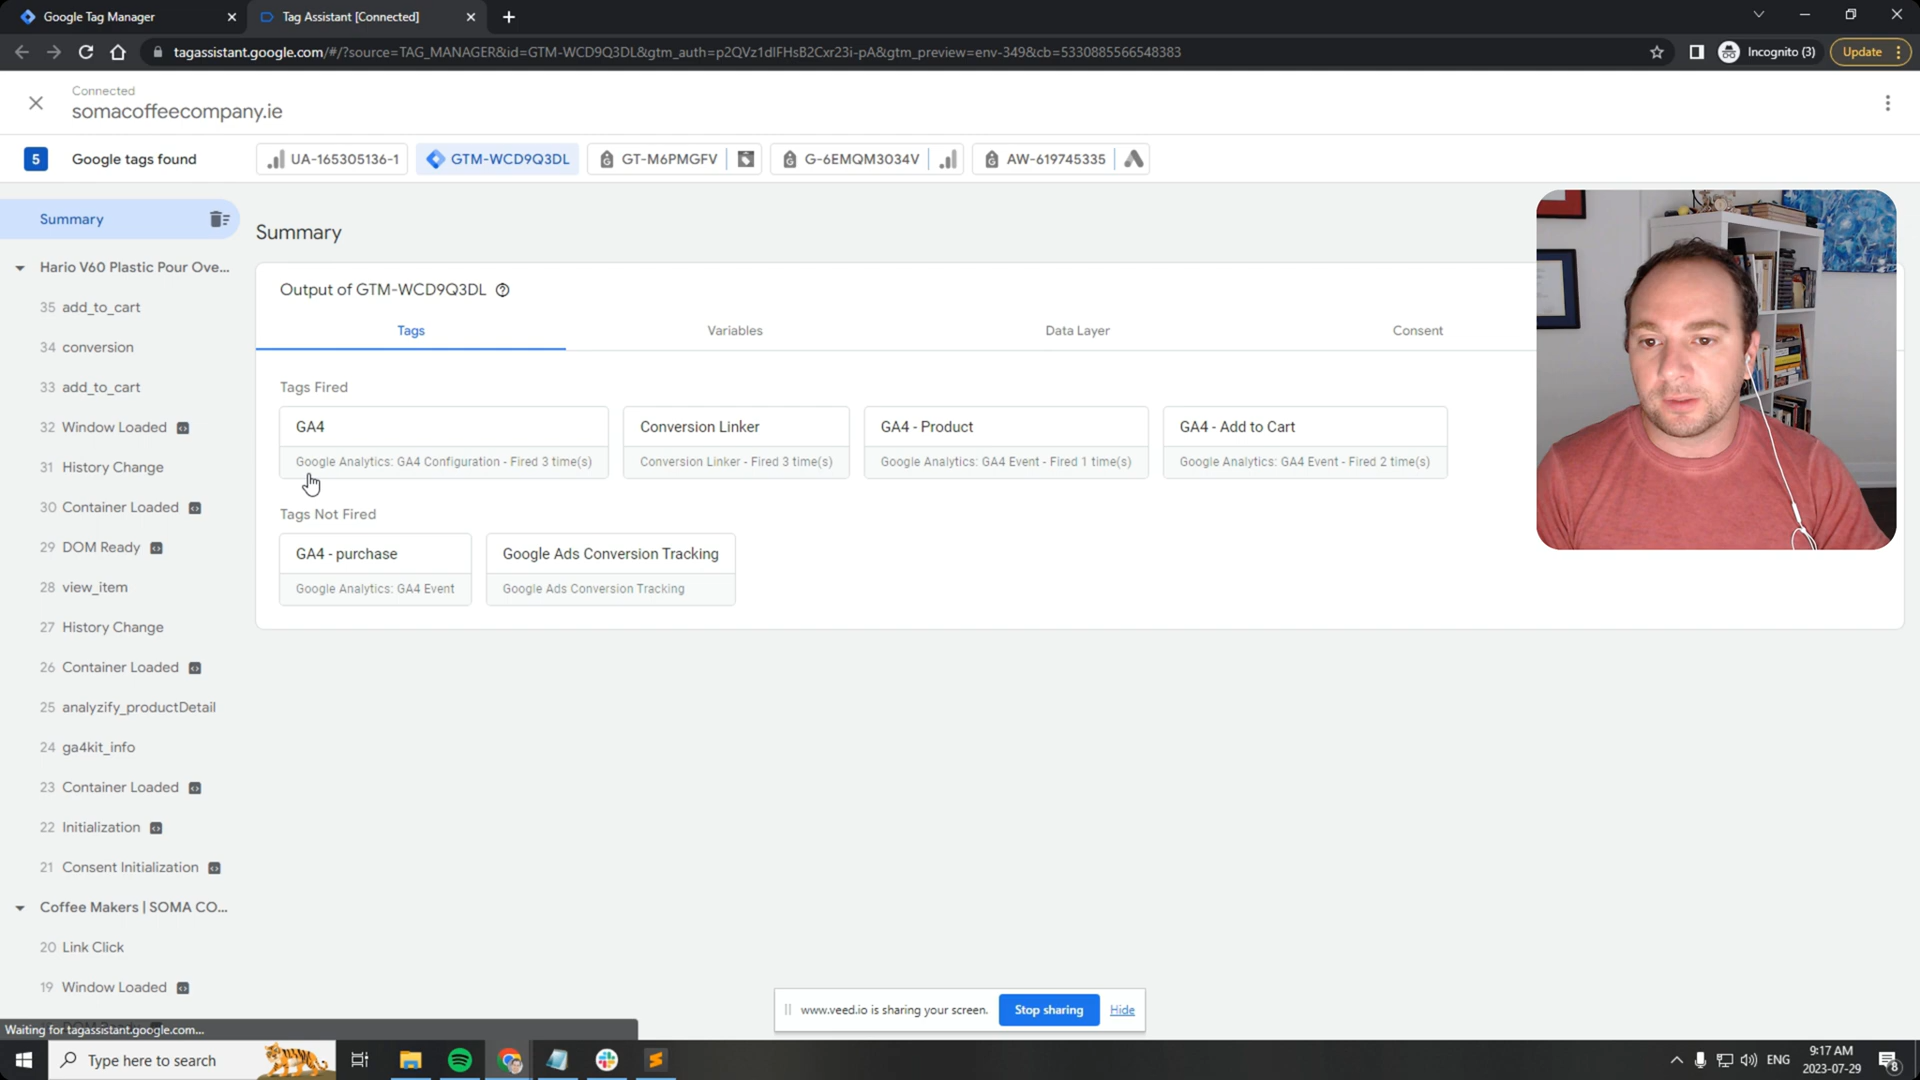 Google Tag Manager
Tag Assistant [Connected]
tagassistant.google.com/#/?source=TAG_MANAGER&id=GTM-WCD9Q3DL&gtm_auth=p2QVz1dIFHsB2Cxr23i-pA&gtm_preview=env-349&cb=5330885566548383
Incognito (3)
Update
Connected
somacoffeecompany.ie
5
Google tags found
UA-165305136-1
GTM-WCD9Q3DL
GT-M6PMGFV
G-6EMQM3034V
AW-619745335
Summary
Hario V60 Plastic Pour Ove...
35 add_to_cart
34 conversion
33 add_to_cart
32 Window Loaded
31 History Change
30 Container Loaded
29 DOM Ready
28 view_item
27 History Change
26 Container Loaded
25 analyzify_productDetail
24 ga4kit_info
23 Container Loaded
22 Initialization
21 Consent Initialization
Coffee Makers | SOMA CO...
20 Link Click
19 Window Loaded
Summary
Output of GTM-WCD9Q3DL
Tags
Variables
Data Layer
Consent
Tags Fired
GA4
Google Analytics: GA4 Configuration - Fired 3 time(s)
Conversion Linker
Conversion Linker - Fired 3 time(s)
GA4 - Product
Google Analytics: GA4 Event - Fired 1 time(s)
GA4 - Add to Cart
Google Analytics: GA4 Event - Fired 2 time(s)
Tags Not Fired
GA4 - purchase
Google Analytics: GA4 Event
Google Ads Conversion Tracking
Google Ads Conversion Tracking
www.veed.io is sharing your screen.
Stop sharing
Hide
Waiting for tagassistant.google.com...
Type here to search
ENG
9:17 AM
2023-07-29
8